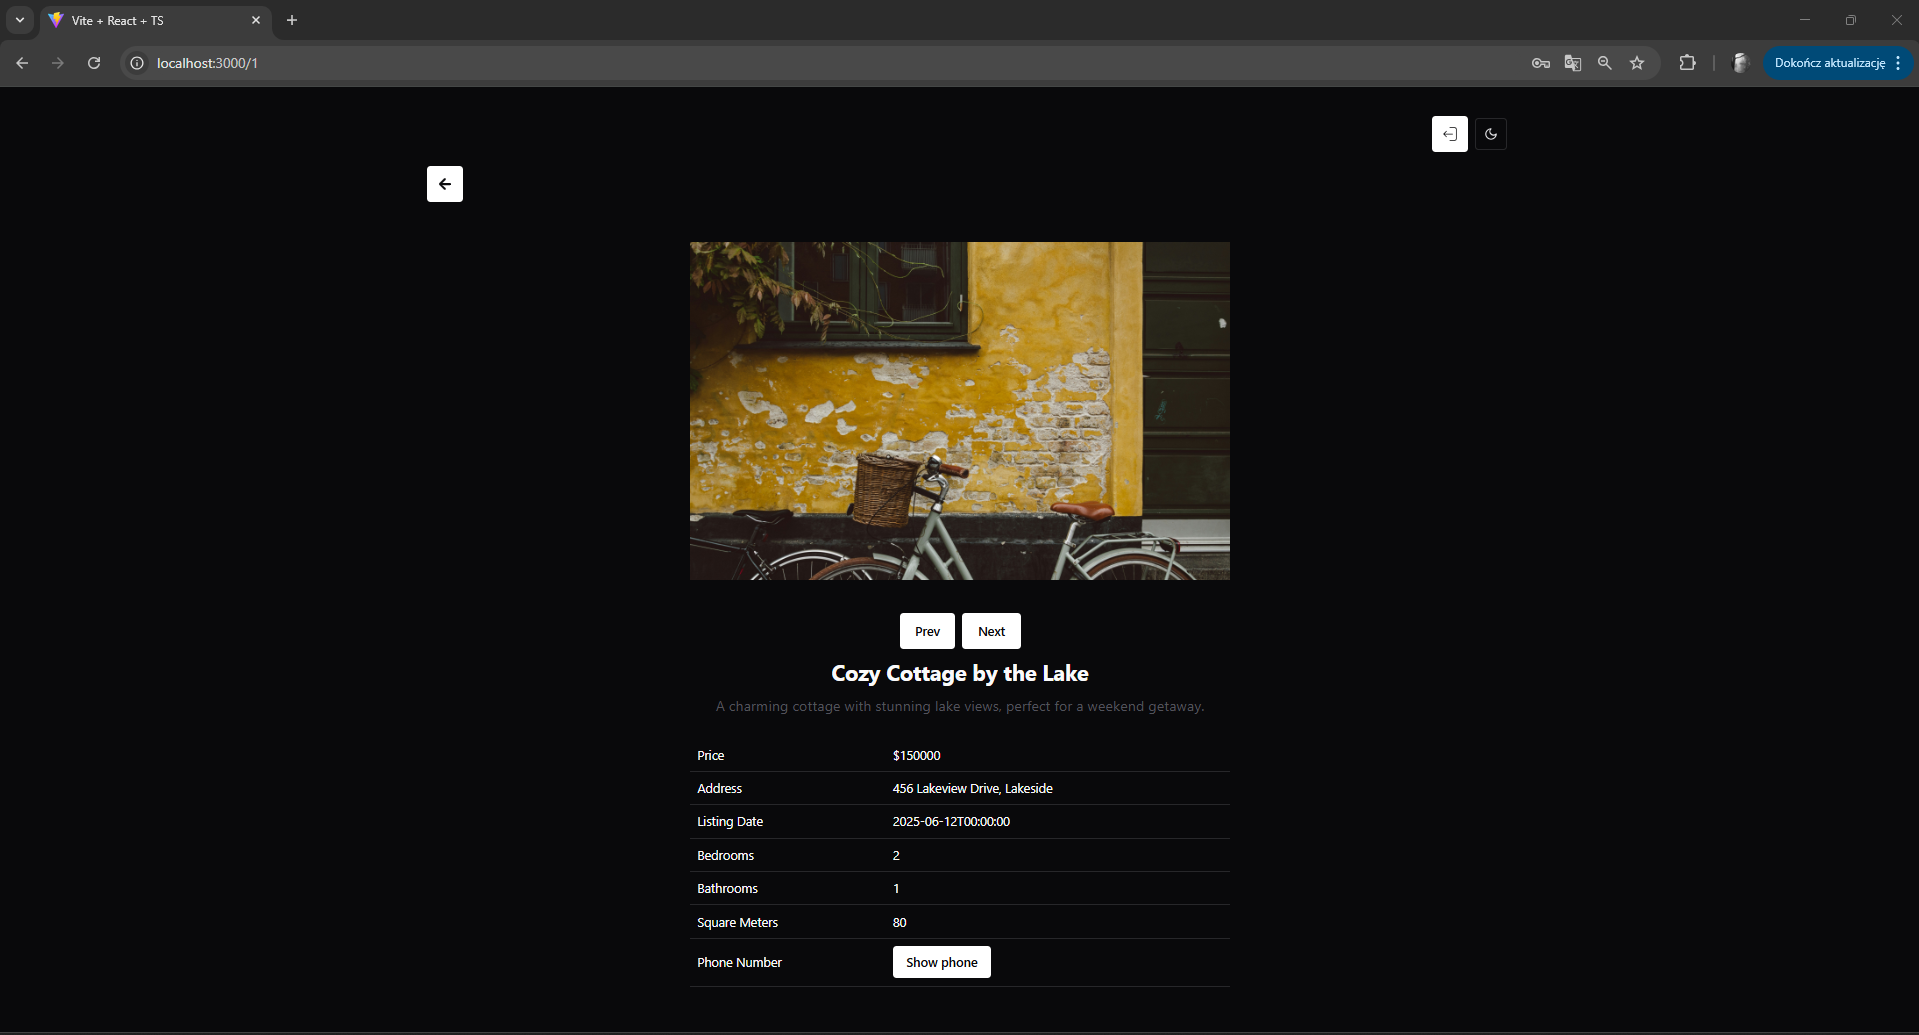 Vite + React + TS
localhost:3000/1
Dokończ aktualizację
Prev
Next
Cozy Cottage by the Lake
A charming cottage with stunning lake views, perfect for a weekend getaway.
Price $150000
Address 456 Lakeview Drive, Lakeside
Listing Date 2025-06-12T00:00:00
Bedrooms 2
Bathrooms 1
Square Meters 80
Phone Number Show phone